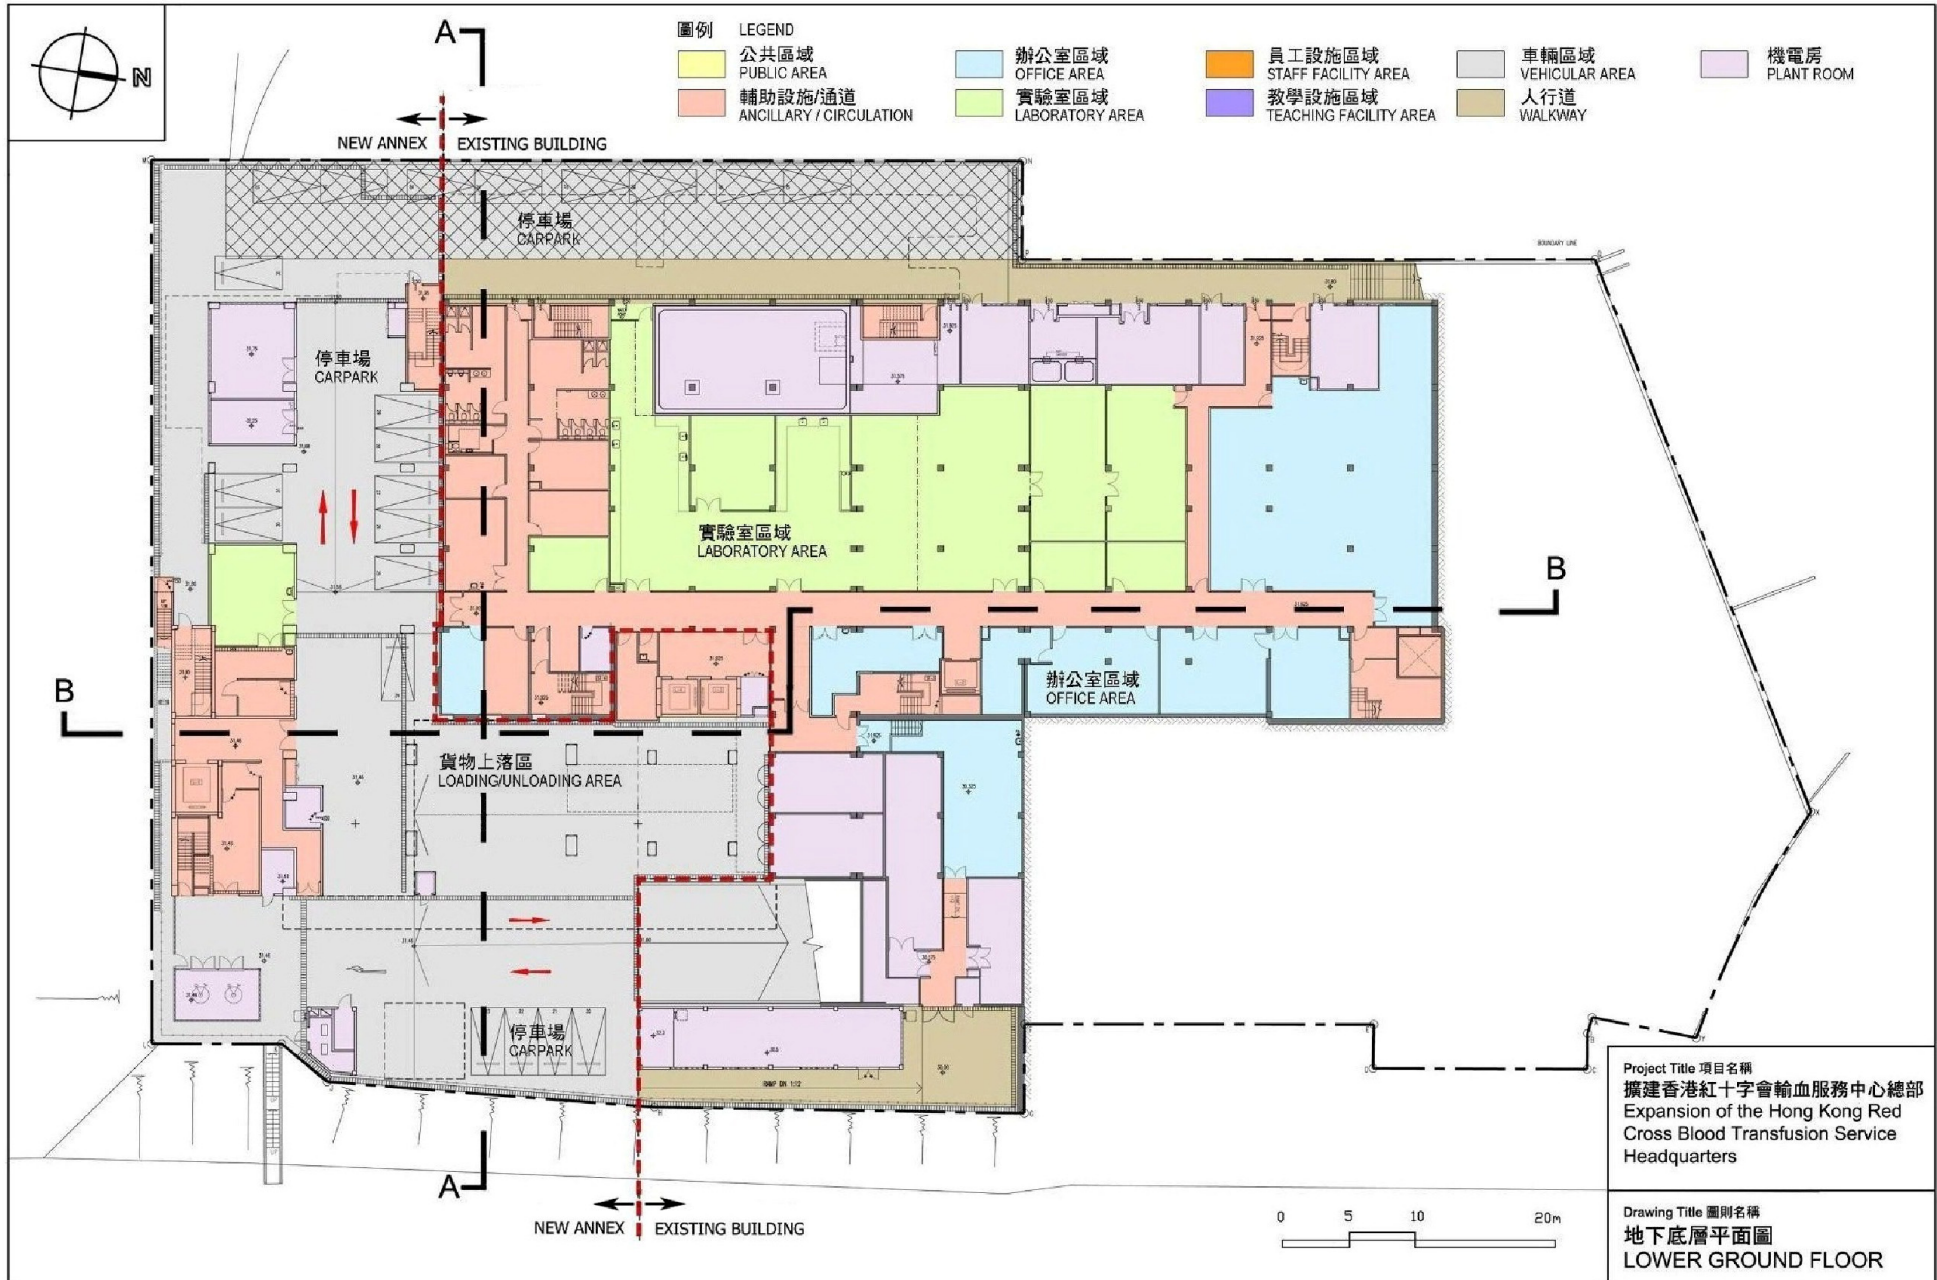 N
A
圖例 LEGEND
公共區域
PUBLIC AREA
辦公室區域
OFFICE AREA
員工設施區域
STAFF FACILITY AREA
車輛區域
VEHICULAR AREA
機電房
PLANT ROOM
輔助設施/通道
ANCILLARY / CIRCULATION
實驗室區域
LABORATORY AREA
教學設施區域
TEACHING FACILITY AREA
人行道
WALKWAY
NEW ANNEX EXISTING BUILDING
停車場
CARPARK
BOUNDARY LINE
停車場
CARPARK
實驗室區域
LABORATORY AREA
B
B
辦公室區域
OFFICE AREA
貨物上落區
LOADING/UNLOADING AREA
停車場
CARPARK
RAMP DN 1:12
A
NEW ANNEX EXISTING BUILDING
0 5 10 20m
Project Title 項目名稱
擴建香港紅十字會輸血服務中心總部
Expansion of the Hong Kong Red
Cross Blood Transfusion Service
Headquarters
Drawing Title 圖則名稱
地下底層平面圖
LOWER GROUND FLOOR